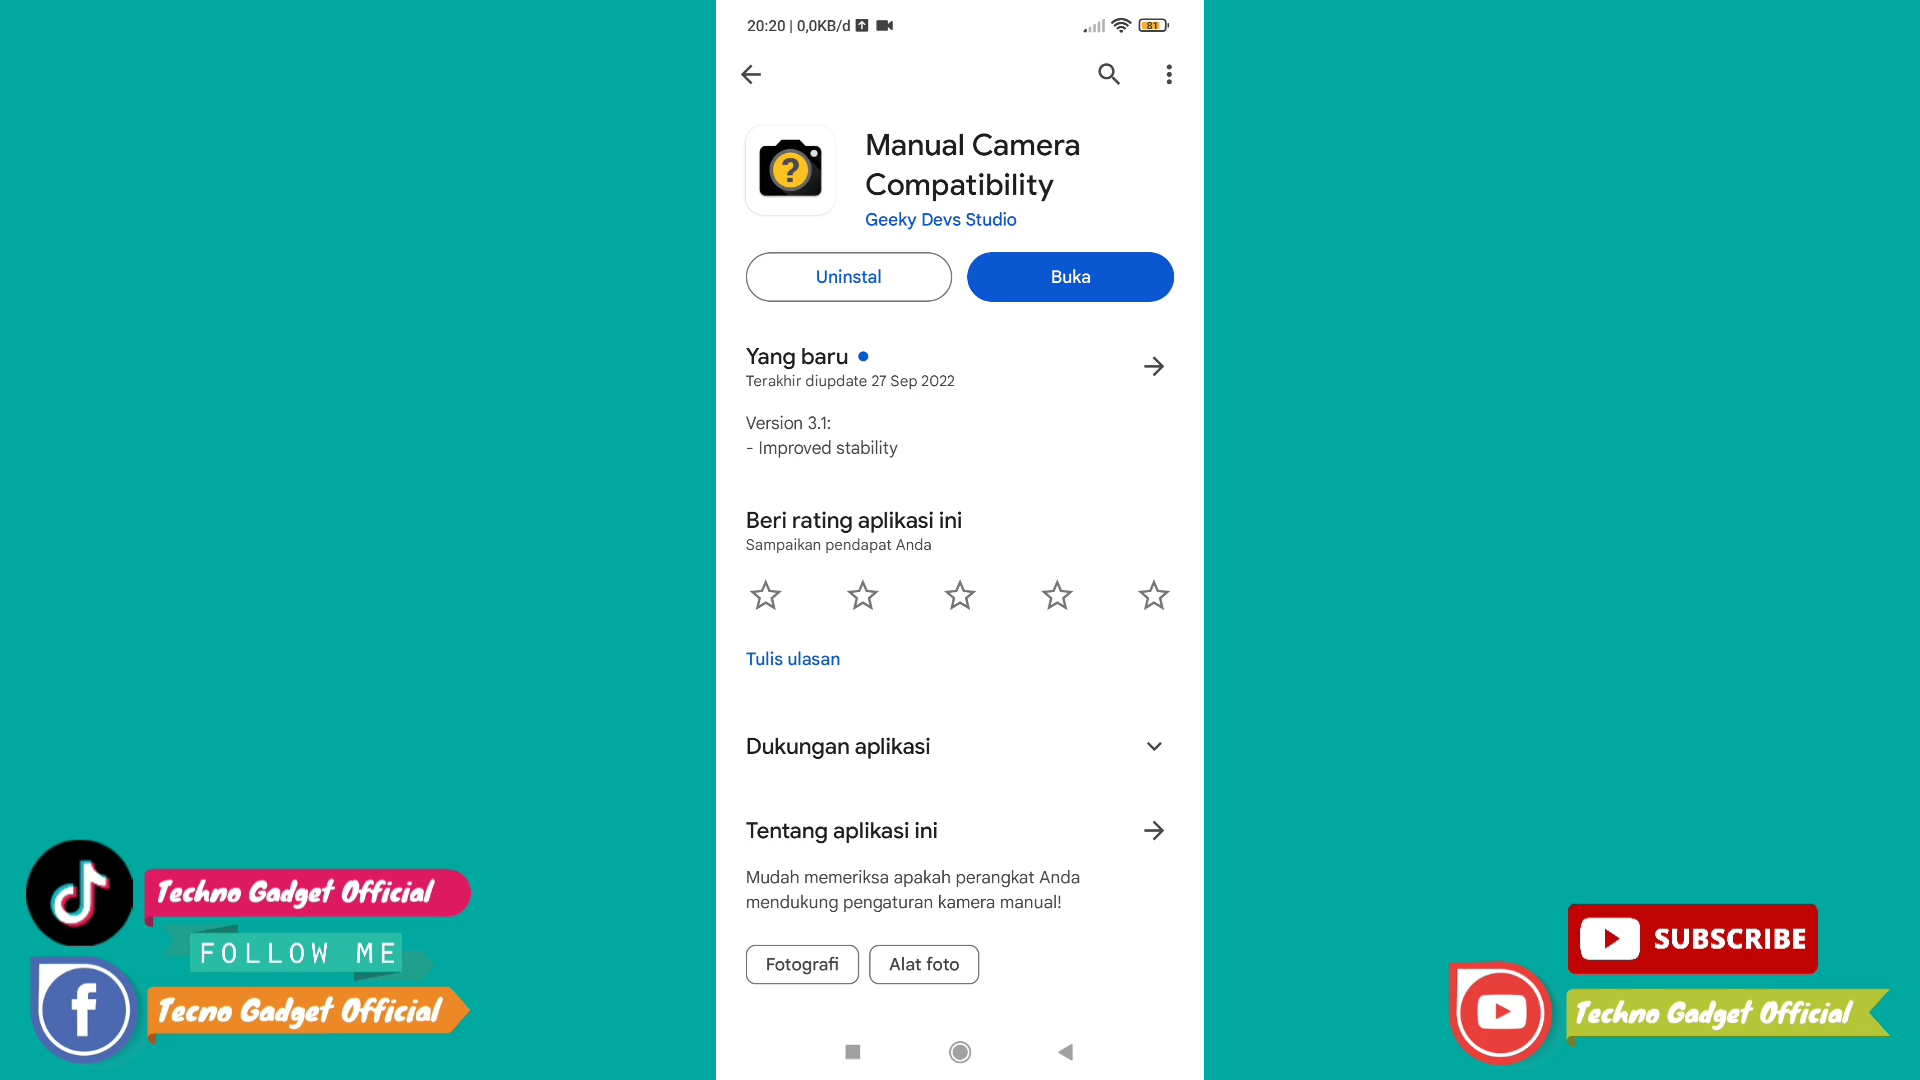 20:20 | 0,0KB/d
81
Manual Camera
Compatibility
Geeky Devs Studio
Uninstal
Buka
Yang baru
Terakhir diupdate 27 Sep 2022
Version 3.1:
- Improved stability
Beri rating aplikasi ini
Sampaikan pendapat Anda
Tulis ulasan
Dukungan aplikasi
Tentang aplikasi ini
Mudah memeriksa apakah perangkat Anda
mendukung pengaturan kamera manual!
Fotografi
Alat foto
Techno Gadget Official
FOLLOW ME
Tecno Gadget Official
SUBSCRIBE
Techno Gadget Official